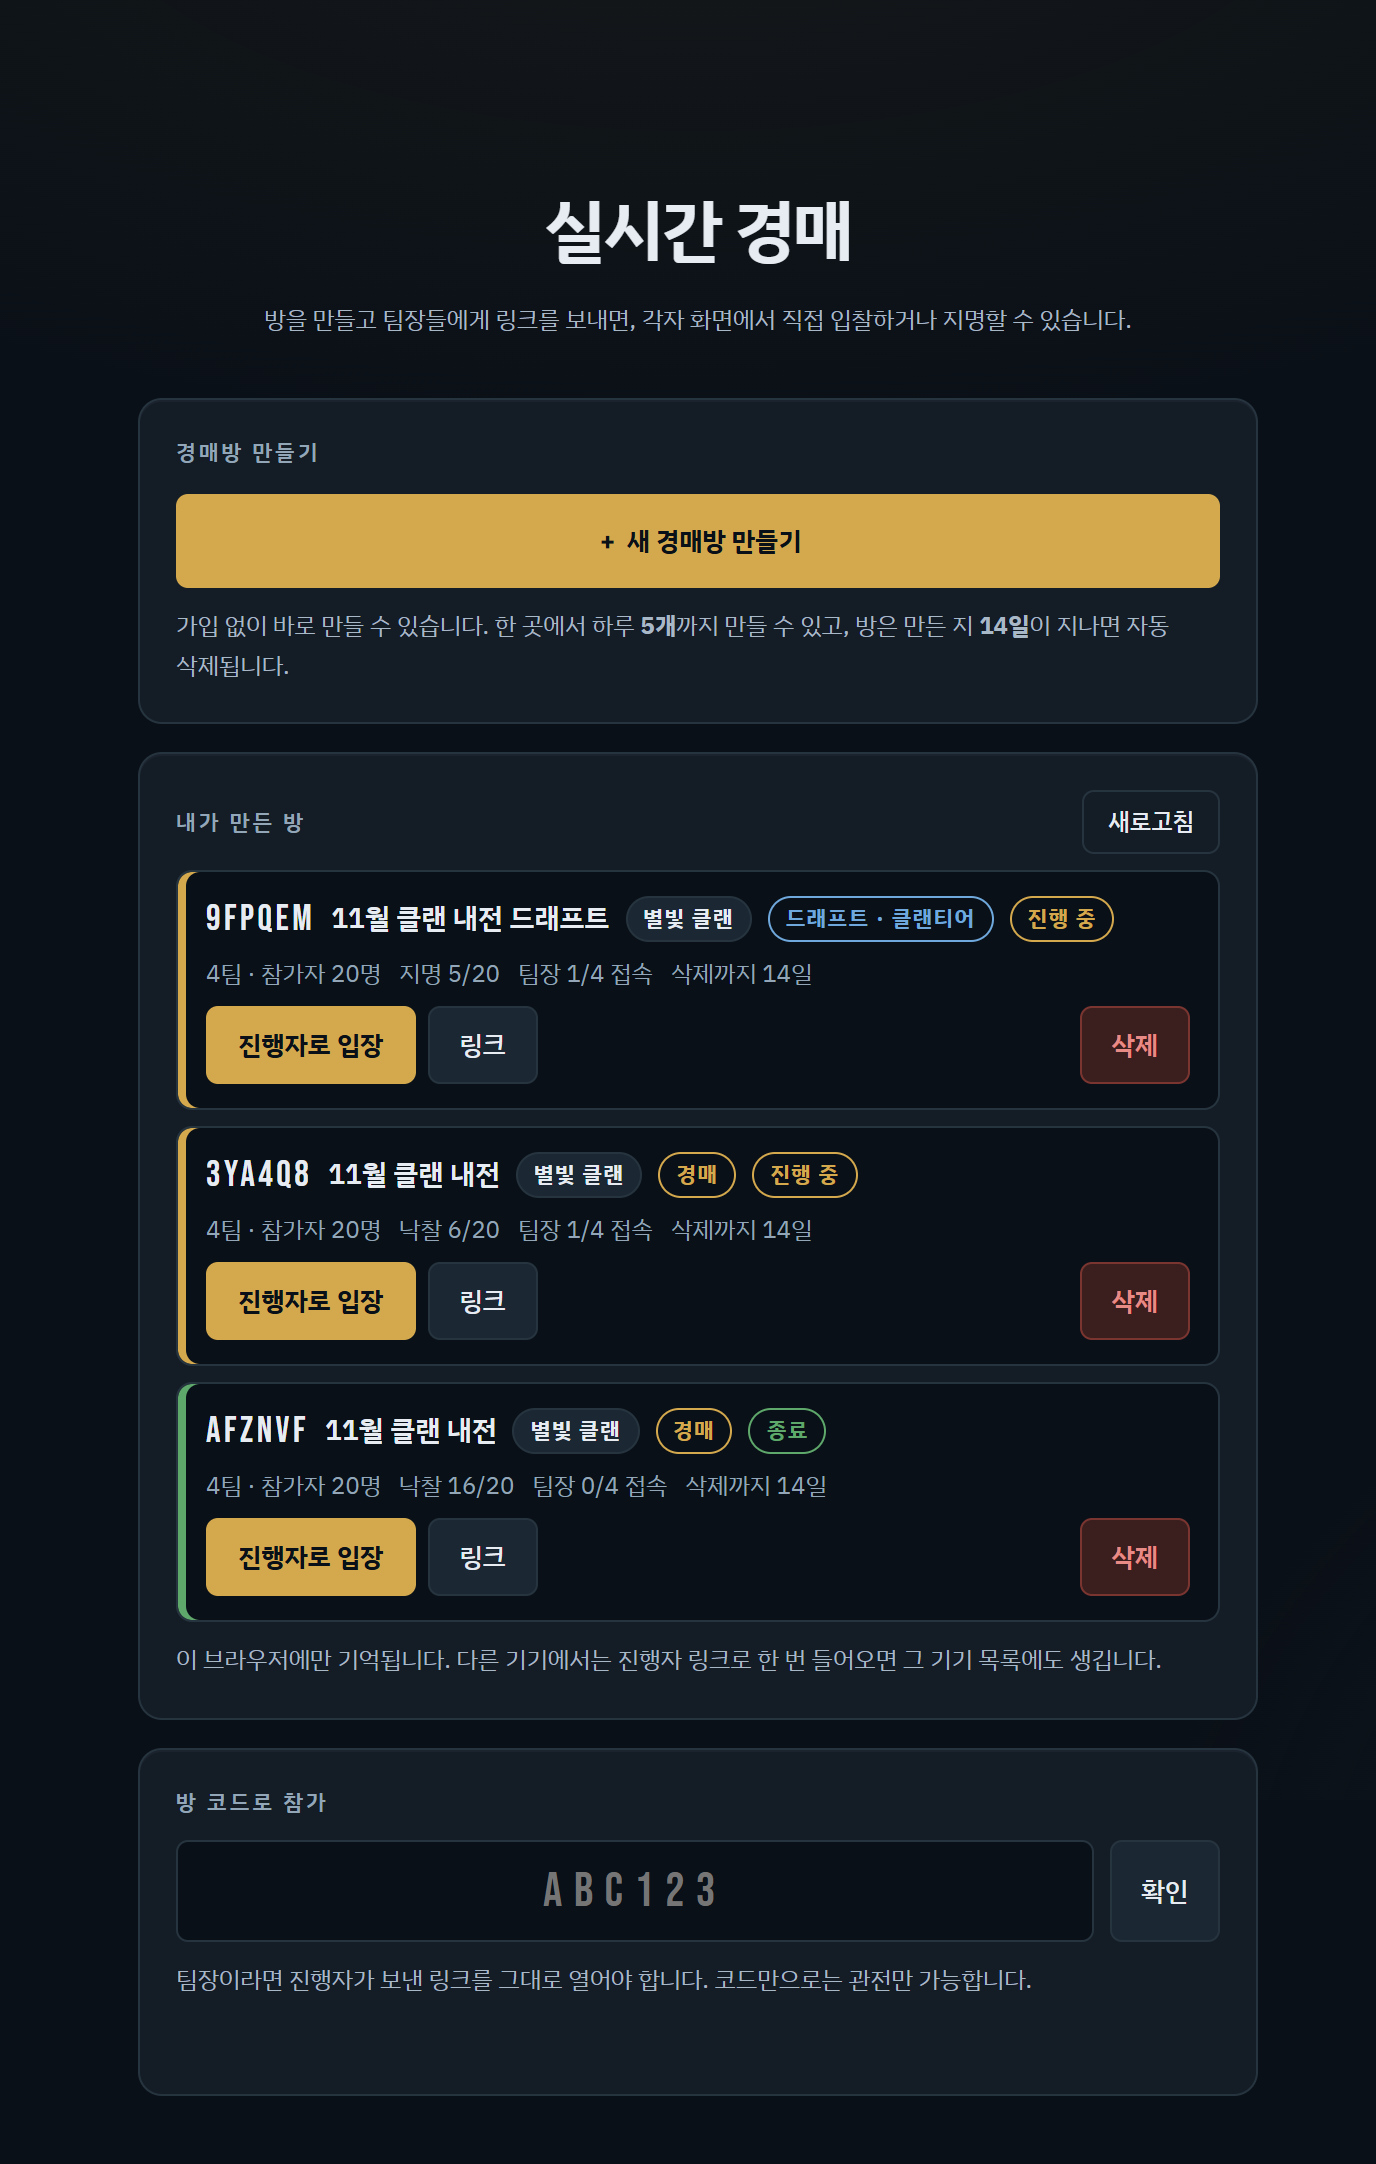 실시간 경매
방을 만들고 팀장들에게 링크를 보내면, 각자 화면에서 직접 입찰하거나 지명할 수 있습니다.
경매방 만들기
+ 새 경매방 만들기
가입 없이 바로 만들 수 있습니다. 한 곳에서 하루 5개까지 만들 수 있고, 방은 만든 지 14일이 지나면 자동
삭제됩니다.
내가 만든 방
새로고침
9FPQEM 11월 클랜 내전 드래프트 별빛 클랜 드래프트 · 클랜티어 진행 중
4팀 · 참가자 20명 지명 5/20 팀장 1/4 접속 삭제까지 14일
진행자로 입장 링크 삭제
3YA4Q8 11월 클랜 내전 별빛 클랜 경매 진행 중
4팀 · 참가자 20명 낙찰 6/20 팀장 1/4 접속 삭제까지 14일
진행자로 입장 링크 삭제
AFZNVF 11월 클랜 내전 별빛 클랜 경매 종료
4팀 · 참가자 20명 낙찰 16/20 팀장 0/4 접속 삭제까지 14일
진행자로 입장 링크 삭제
이 브라우저에만 기억됩니다. 다른 기기에서는 진행자 링크로 한 번 들어오면 그 기기 목록에도 생깁니다.
방 코드로 참가
ABC123 확인
팀장이라면 진행자가 보낸 링크를 그대로 열어야 합니다. 코드만으로는 관전만 가능합니다.